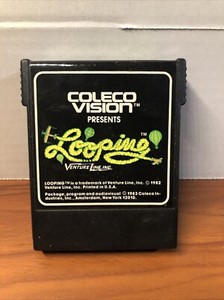 COLECO
VISION™
PRESENTS
Looping™
VENTURE LINE, INC.
LOOPING™ is a trademark of Venture
Line, Inc. Printed in U.S.A. © 1982
Venture Line, Inc.
Package, program and audiovisual © 1983 Coleco In-
dustries, Inc., Amsterdam, New York 12010.